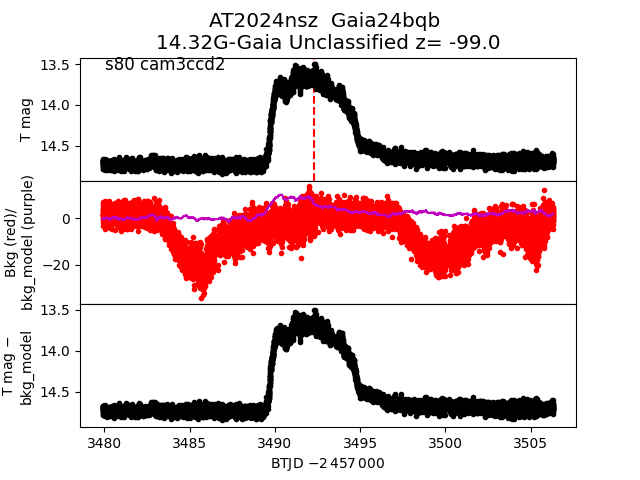 AT2024nsz  Gaia24bqb
14.32G-Gaia Unclassified z= -99.0
s80 cam3ccd2
13.5
14.0
14.5
T mag
0
−20
Bkg (red)/
bkg_model (purple)
13.5
14.0
14.5
T mag −
bkg_model
3480 3485 3490 3495 3500 3505
BTJD −2 457 000